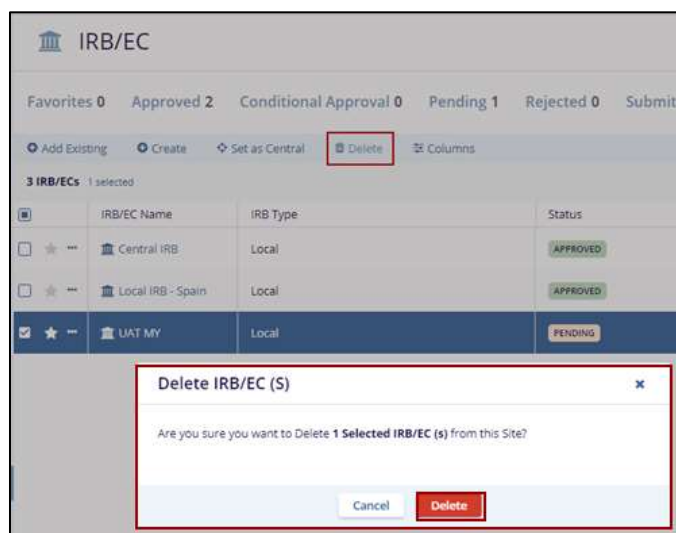 IRB/EC
Favorites 0 Approved 2 Conditional Approval 0 Pending 1 Rejected 0 Submit
Add Existing Create Set as Central Delete Columns
3 IRB/ECs 1 selected
IRB/EC Name IRB Type Status
Central IRB Local APPROVED
Local IRB - Spain Local APPROVED
UAT MY Local PENDING
Delete IRB/EC (S)
Are you sure you want to Delete 1 Selected IRB/EC (s) from this Site?
Cancel Delete